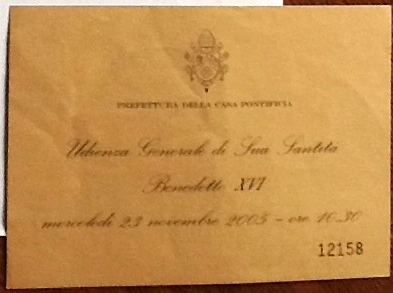 PREFETTURA DELLA CASA PONTIFICIA
Udienza Generale di Sua Santità
Benedetto XVI
mercoledì 23 novembre 2005 - ore 10.30
12158